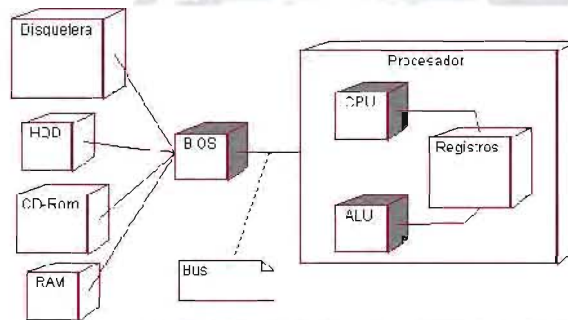 Disquetera
HDD
CD-Rom
RAM
BIOS
Bus
Procesador
CPU
ALU
Registros